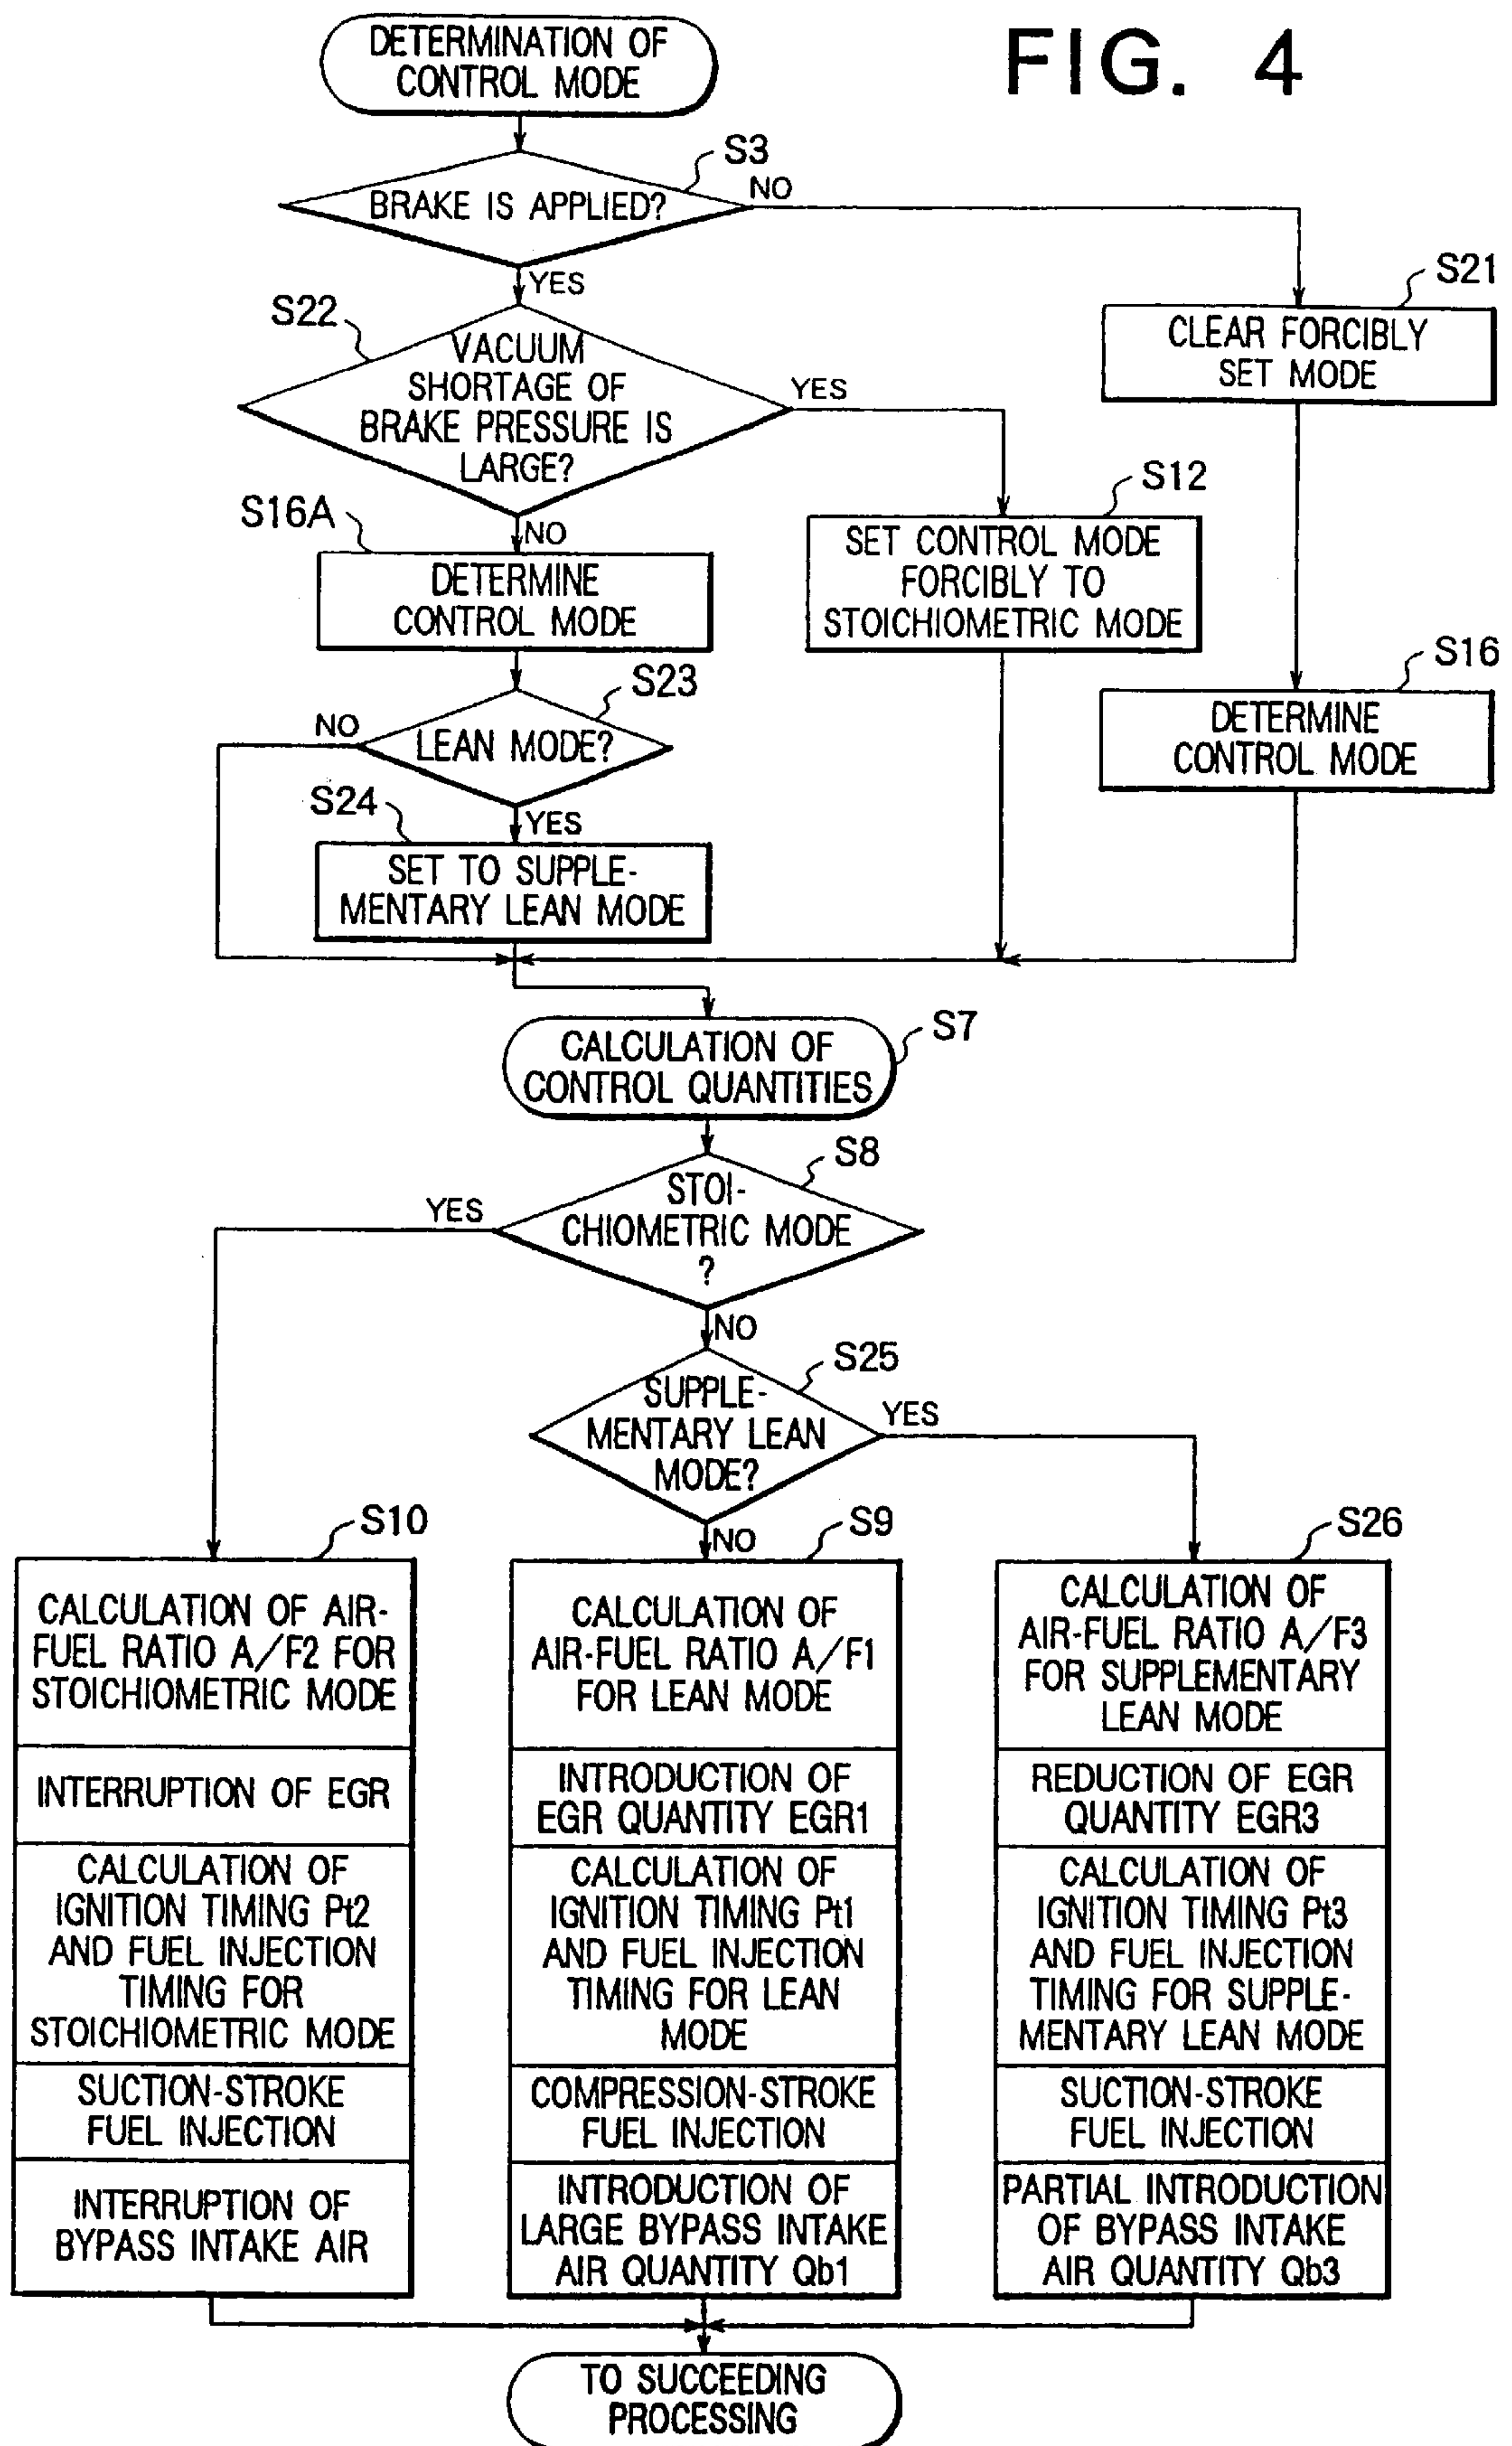 FIG. 4
DETERMINATION OF
CONTROL MODE
S3
BRAKE IS APPLIED?
NO
YES
S21
CLEAR FORCIBLY
SET MODE
S22
VACUUM
SHORTAGE OF
BRAKE PRESSURE IS
LARGE?
YES
NO
S12
SET CONTROL MODE
FORCIBLY TO
STOICHIOMETRIC MODE
S16A
DETERMINE
CONTROL MODE
S16
DETERMINE
CONTROL MODE
S23
LEAN MODE?
NO
YES
S24
SET TO SUPPLE-
MENTARY LEAN MODE
S7
CALCULATION OF
CONTROL QUANTITIES
S8
STOI-
CHIOMETRIC MODE
?
YES
NO
S25
SUPPLE-
MENTARY LEAN
MODE?
YES
NO
S10
CALCULATION OF AIR-
FUEL RATIO A/F2 FOR
STOICHIOMETRIC MODE
INTERRUPTION OF EGR
CALCULATION OF
IGNITION TIMING Pt2
AND FUEL INJECTION
TIMING FOR
STOICHIOMETRIC MODE
SUCTION-STROKE
FUEL INJECTION
INTERRUPTION OF
BYPASS INTAKE AIR
S9
CALCULATION OF
AIR-FUEL RATIO A/F1
FOR LEAN MODE
INTRODUCTION OF
EGR QUANTITY EGR1
CALCULATION OF
IGNITION TIMING Pt1
AND FUEL INJECTION
TIMING FOR LEAN
MODE
COMPRESSION-STROKE
FUEL INJECTION
INTRODUCTION OF
LARGE BYPASS INTAKE
AIR QUANTITY Qb1
S26
CALCULATION OF
AIR-FUEL RATIO A/F3
FOR SUPPLEMENTARY
LEAN MODE
REDUCTION OF EGR
QUANTITY EGR3
CALCULATION OF
IGNITION TIMING Pt3
AND FUEL INJECTION
TIMING FOR SUPPLE-
MENTARY LEAN MODE
SUCTION-STROKE
FUEL INJECTION
PARTIAL INTRODUCTION
OF BYPASS INTAKE
AIR QUANTITY Qb3
TO SUCCEEDING
PROCESSING